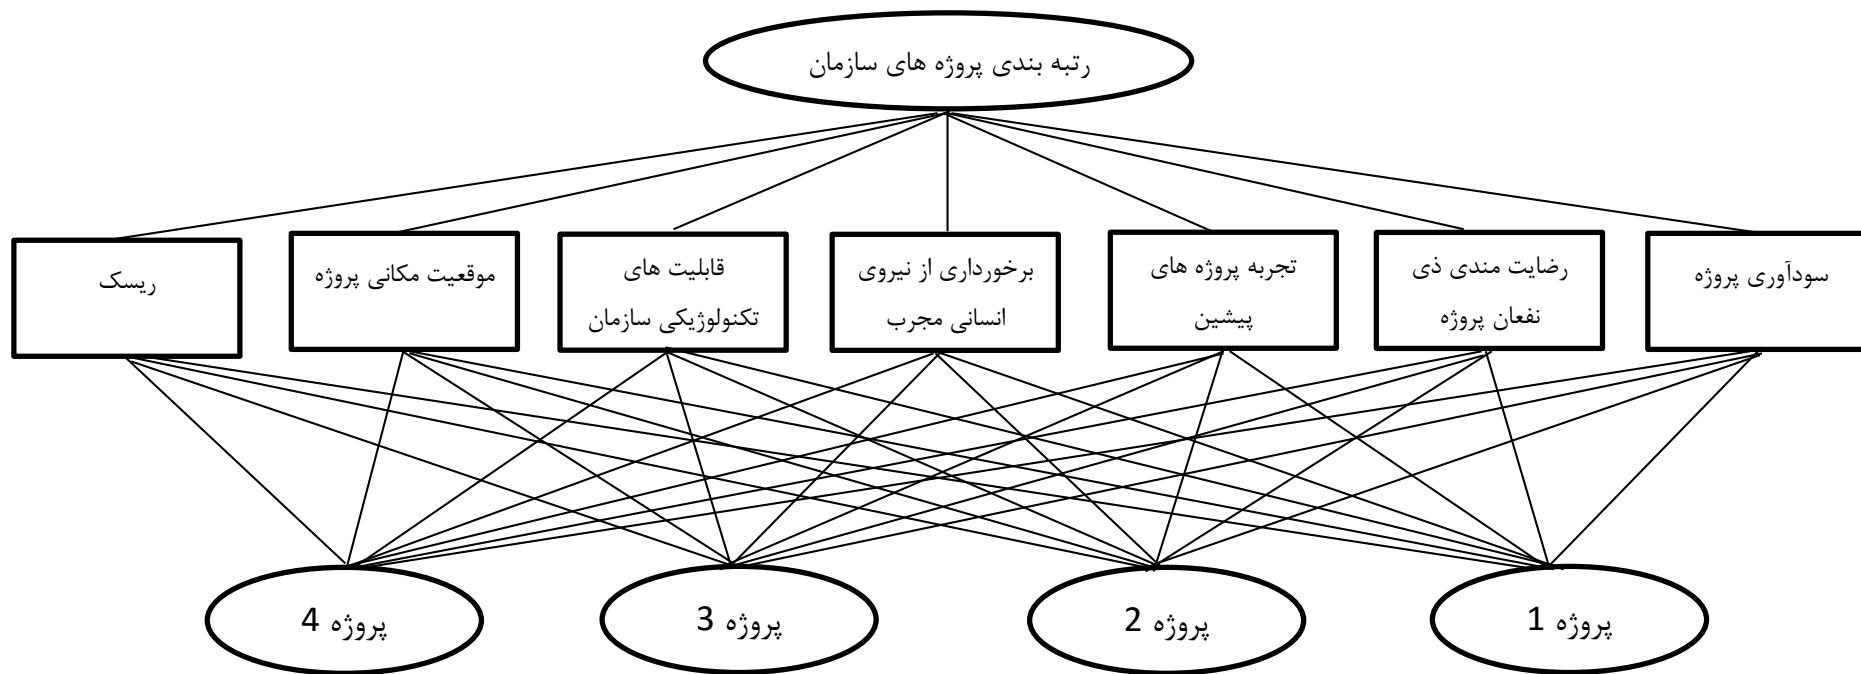 رتبه بندی پروژه های سازمان
سودآوری پروژه
رضایت مندی ذی
نفعان پروژه
تجربه پروژه های
پیشین
برخورداری از نیروی
انسانی مجرب
قابلیت های
تکنولوژیکی سازمان
موقعیت مکانی پروژه
ریسک
پروژه 1
پروژه 2
پروژه 3
پروژه 4